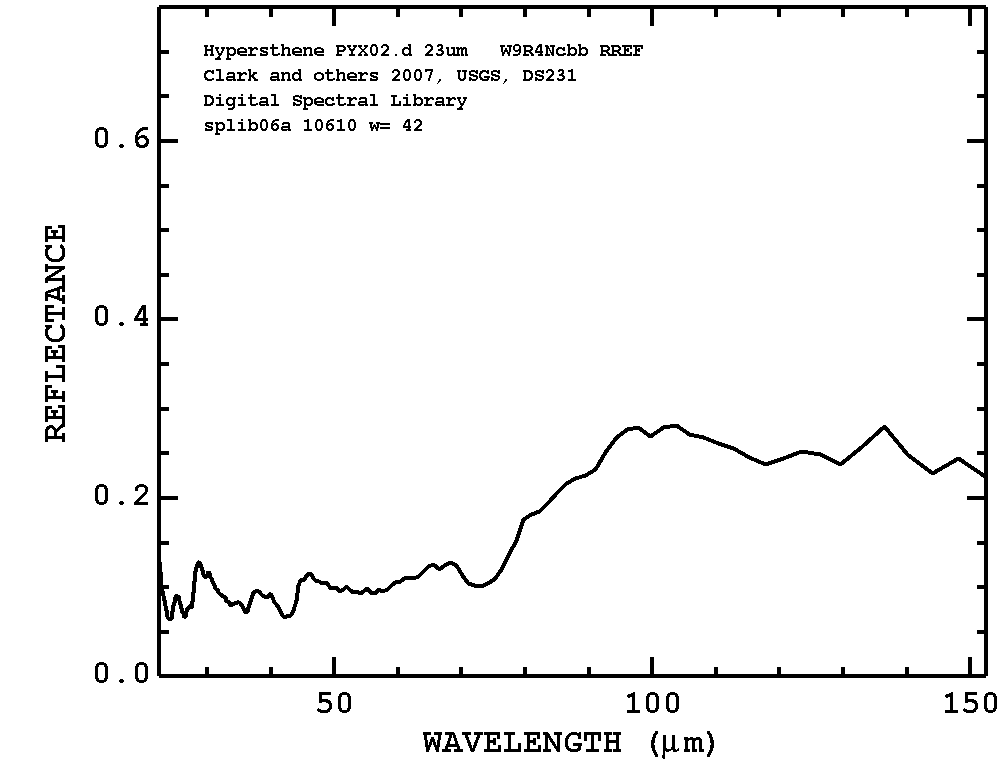 Hypersthene PYX02.d 23um W9R4Ncbb RREF
Clark and others 2007, USGS, DS231
Digital Spectral Library
splib06a 10610 w= 42
0.6
0.4
0.2
0.0
REFLECTANCE
50 100 150
WAVELENGTH (μm)